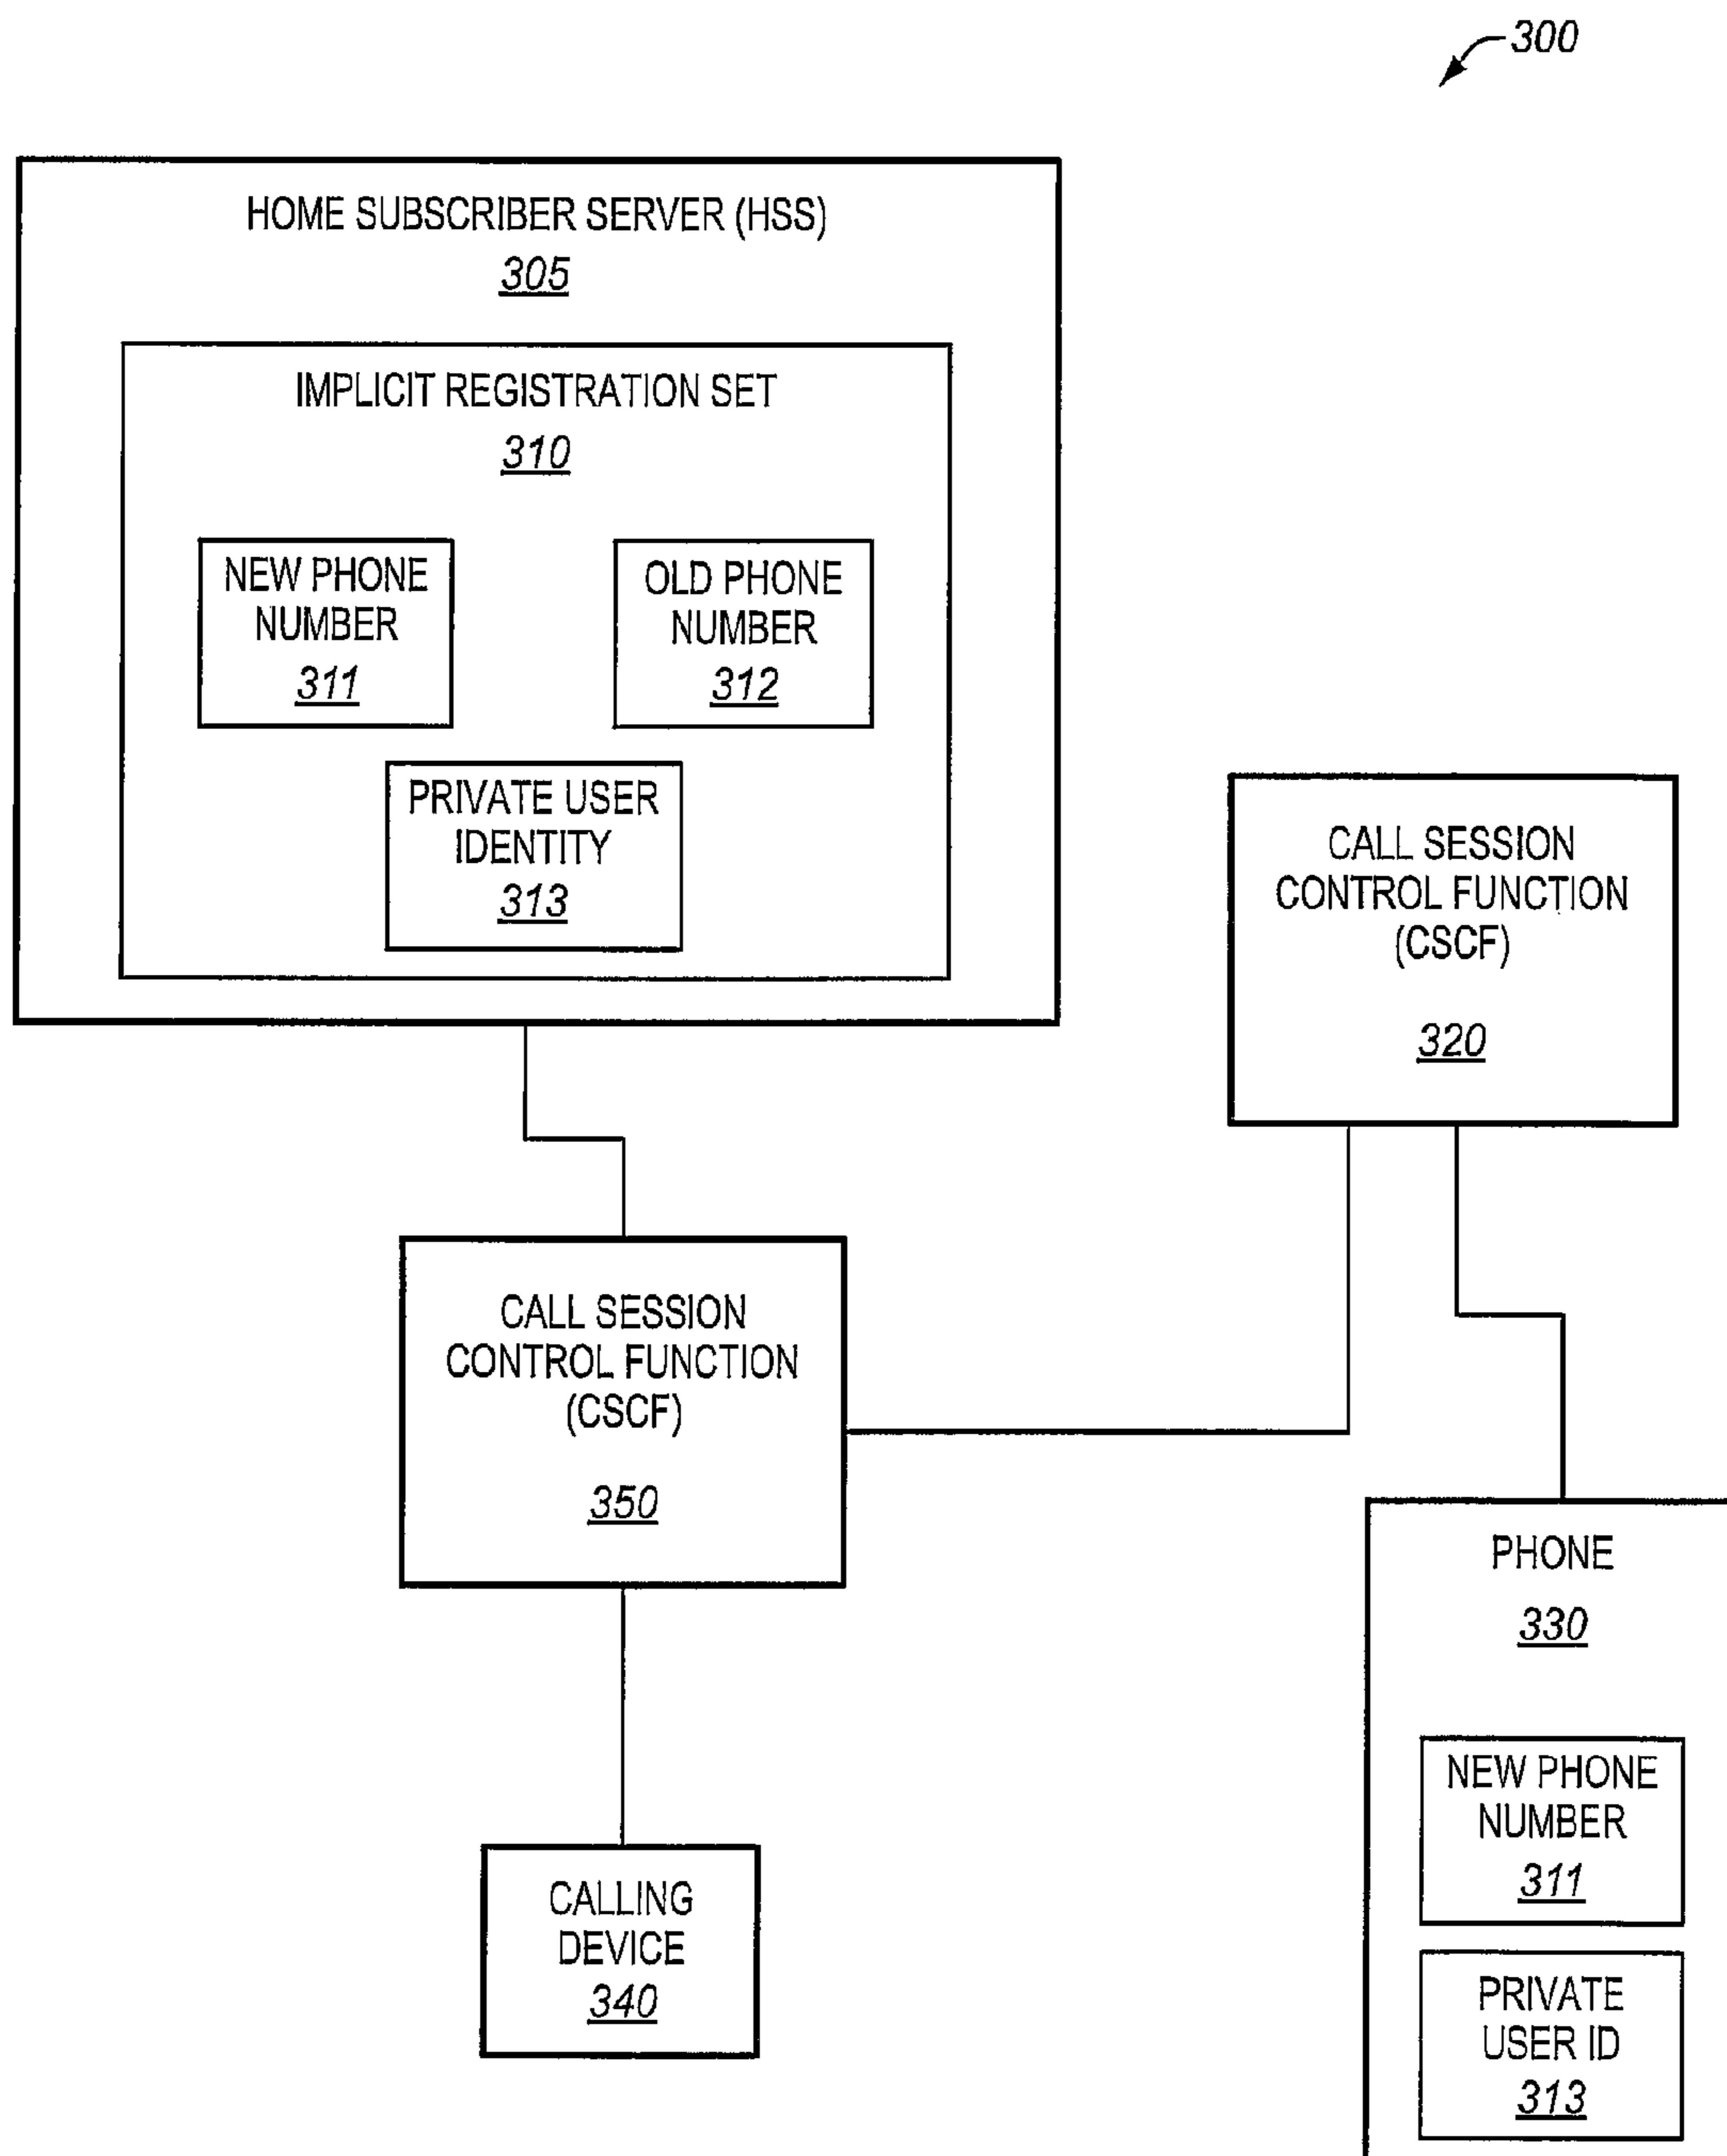 300
HOME SUBSCRIBER SERVER (HSS)
305
IMPLICIT REGISTRATION SET
310
NEW PHONE
NUMBER
311
OLD PHONE
NUMBER
312
PRIVATE USER
IDENTITY
313
CALL SESSION
CONTROL FUNCTION
(CSCF)
320
CALL SESSION
CONTROL FUNCTION
(CSCF)
350
PHONE
330
NEW PHONE
NUMBER
311
CALLING
DEVICE
340
PRIVATE
USER ID
313